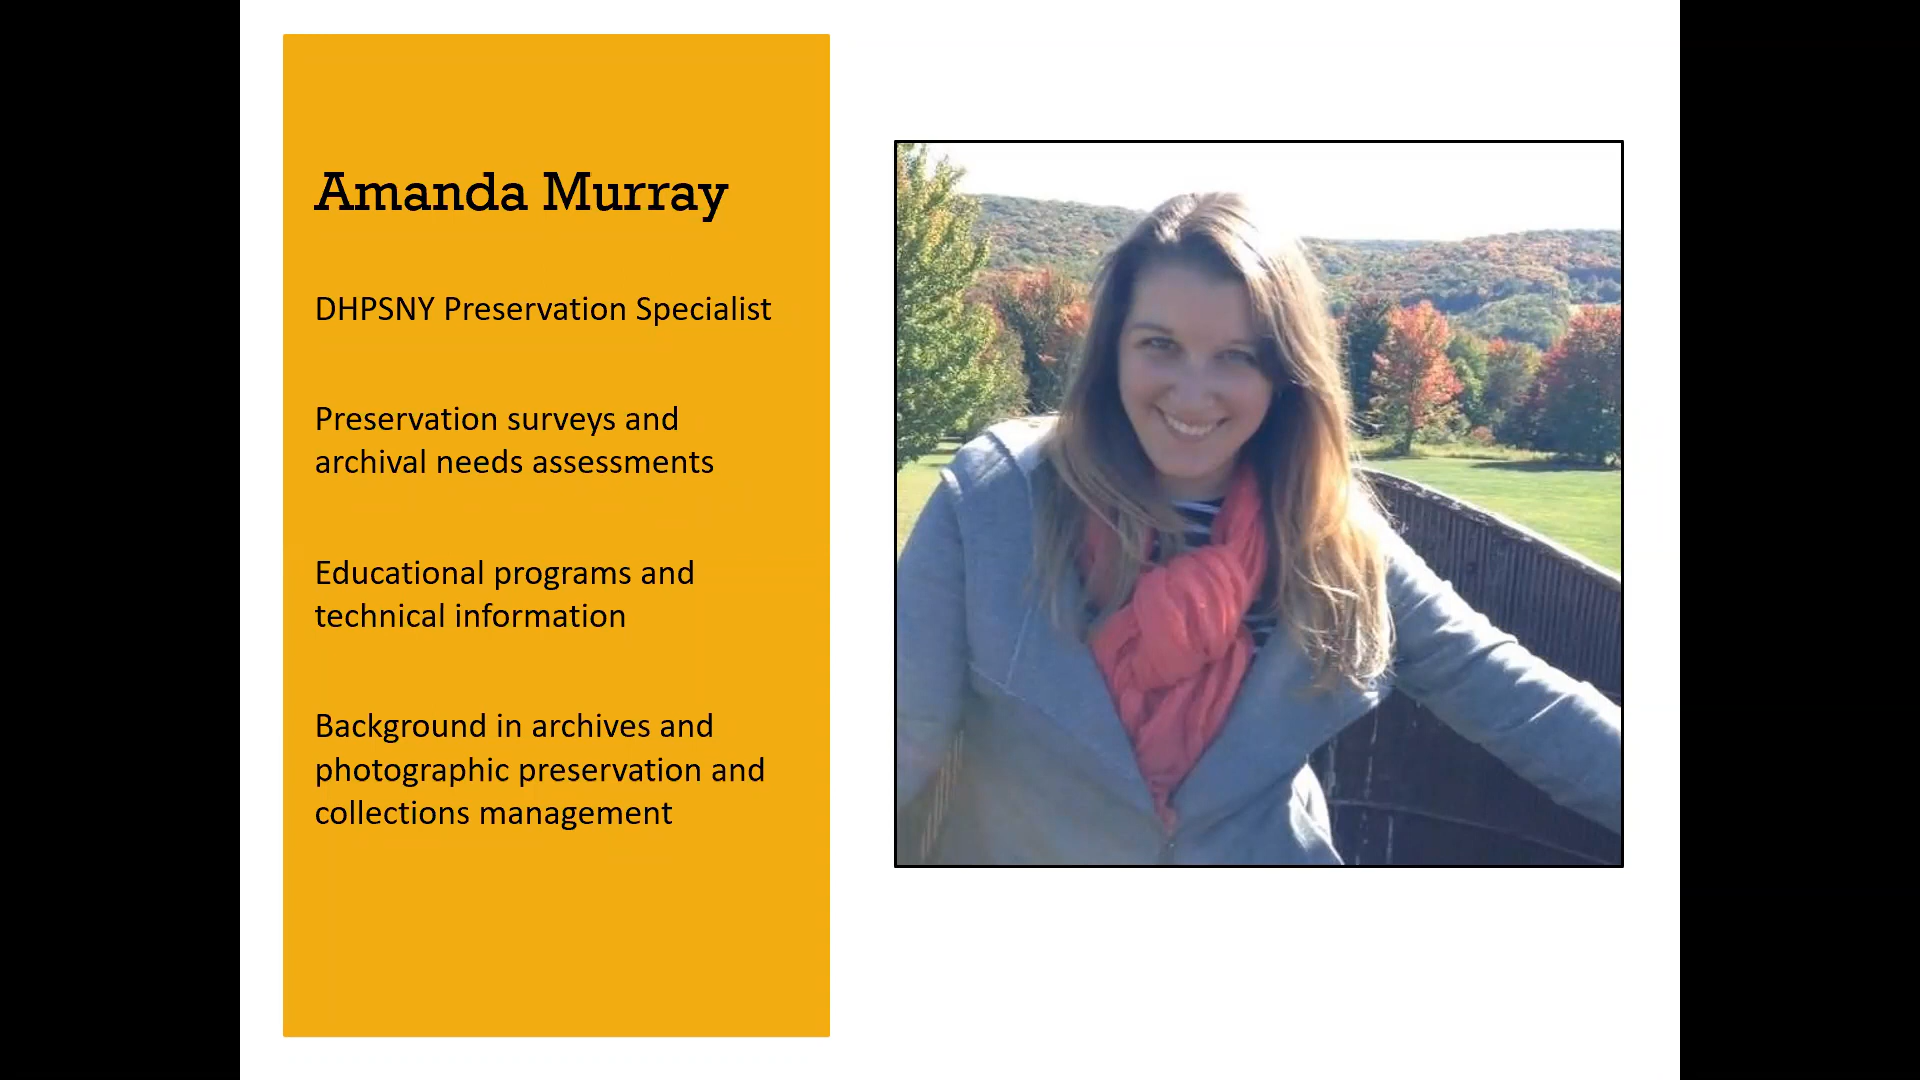 Amanda Murray
DHPSNY Preservation Specialist
Preservation surveys and
archival needs assessments
Educational programs and
technical information
Background in archives and
photographic preservation and
collections management